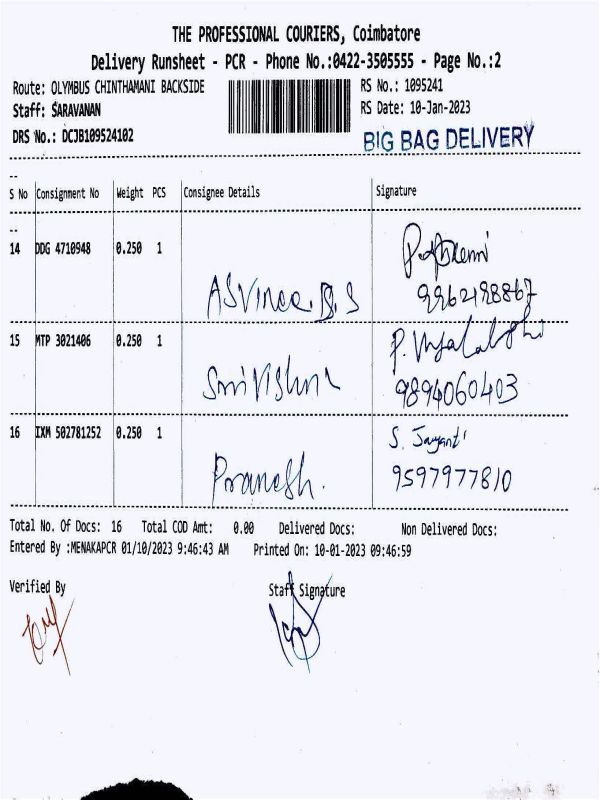 THE PROFESSIONAL COURIERS, Coimbatore
Delivery Runsheet - PCR - Phone No.:0422-3505555 - Page No.:2
Route: OLYMBUS CHINTHAMANI BACKSIDE RS No.: 1095241
Staff: SARAVANAN RS Date: 10-Jan-2023
DRS No.: DCJB109524102 BIG BAG DELIVERY
--
S No Consignment No Weight PCS Consignee Details Signature
--
14 DDG 4710948 0.250 1
9962198867
15 MTP 3021406 0.250 1 P.
9894060403
16 IXM 502781252 0.250 1 S. Jayanti
Pranesh. 9597977810
Total No. Of Docs: 16 Total COD Amt: 0.00 Delivered Docs: Non Delivered Docs:
Entered By :MENAKAPCR 01/10/2023 9:46:43 AM Printed On: 10-01-2023 09:46:59
Verified By Staff Signature